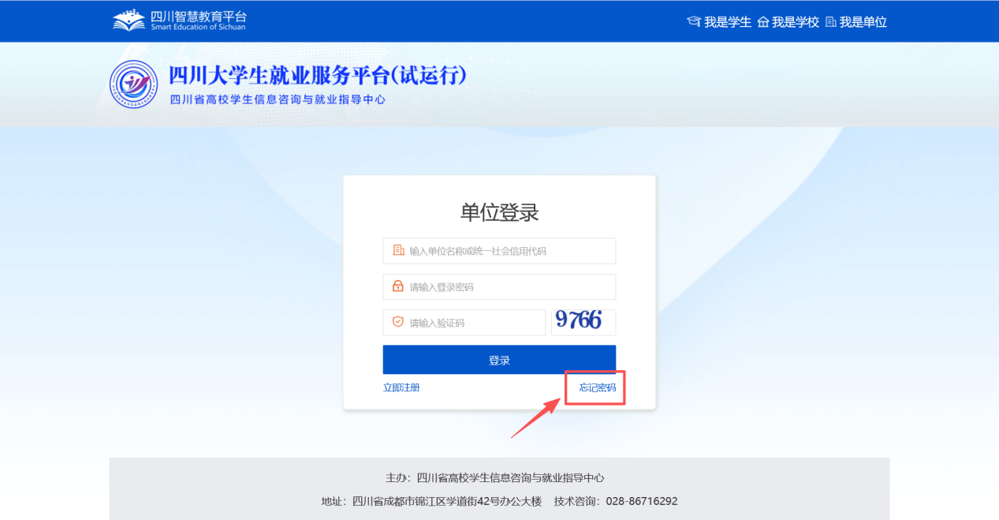 四川智慧教育平台
Smart Education of Sichuan
我是学生 我是学校 我是单位
四川大学生就业服务平台(试运行)
四川省高校学生信息咨询与就业指导中心
单位登录
输入单位名称或统一社会信用代码
请输入登录密码
请输入验证码 9766
登录
立即注册 忘记密码
主办：四川省高校学生信息咨询与就业指导中心
地址：四川省成都市锦江区学道街42号办公大楼 技术咨询：028-86716292